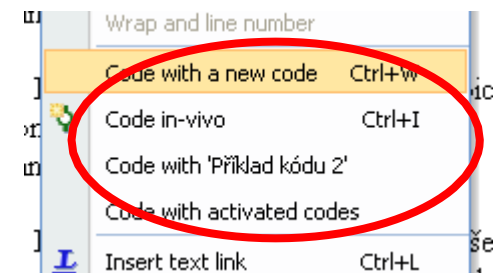 Wrap and line number
Code with a new code Ctrl+W
Code in-vivo Ctrl+I
Code with 'Příklad kódu 2'
Code with activated codes
Insert text link Ctrl+L